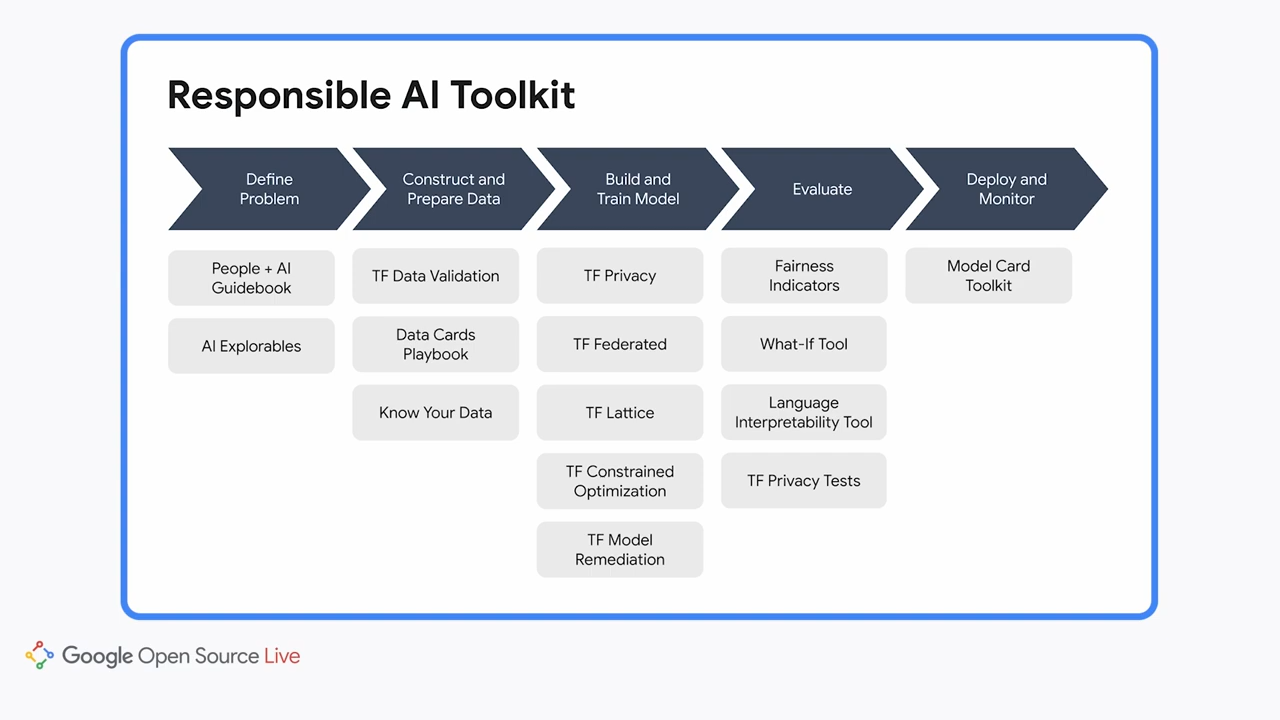 Responsible AI Toolkit
Define
Problem
Construct and
Prepare Data
Build and
Train Model
Evaluate
Deploy and
Monitor
People + AI
Guidebook
AI Explorables
TF Data Validation
Data Cards
Playbook
Know Your Data
TF Privacy
TF Federated
TF Lattice
TF Constrained
Optimization
TF Model
Remediation
Fairness
Indicators
What-If Tool
Language
Interpretability Tool
TF Privacy Tests
Model Card
Toolkit
Google Open Source Live